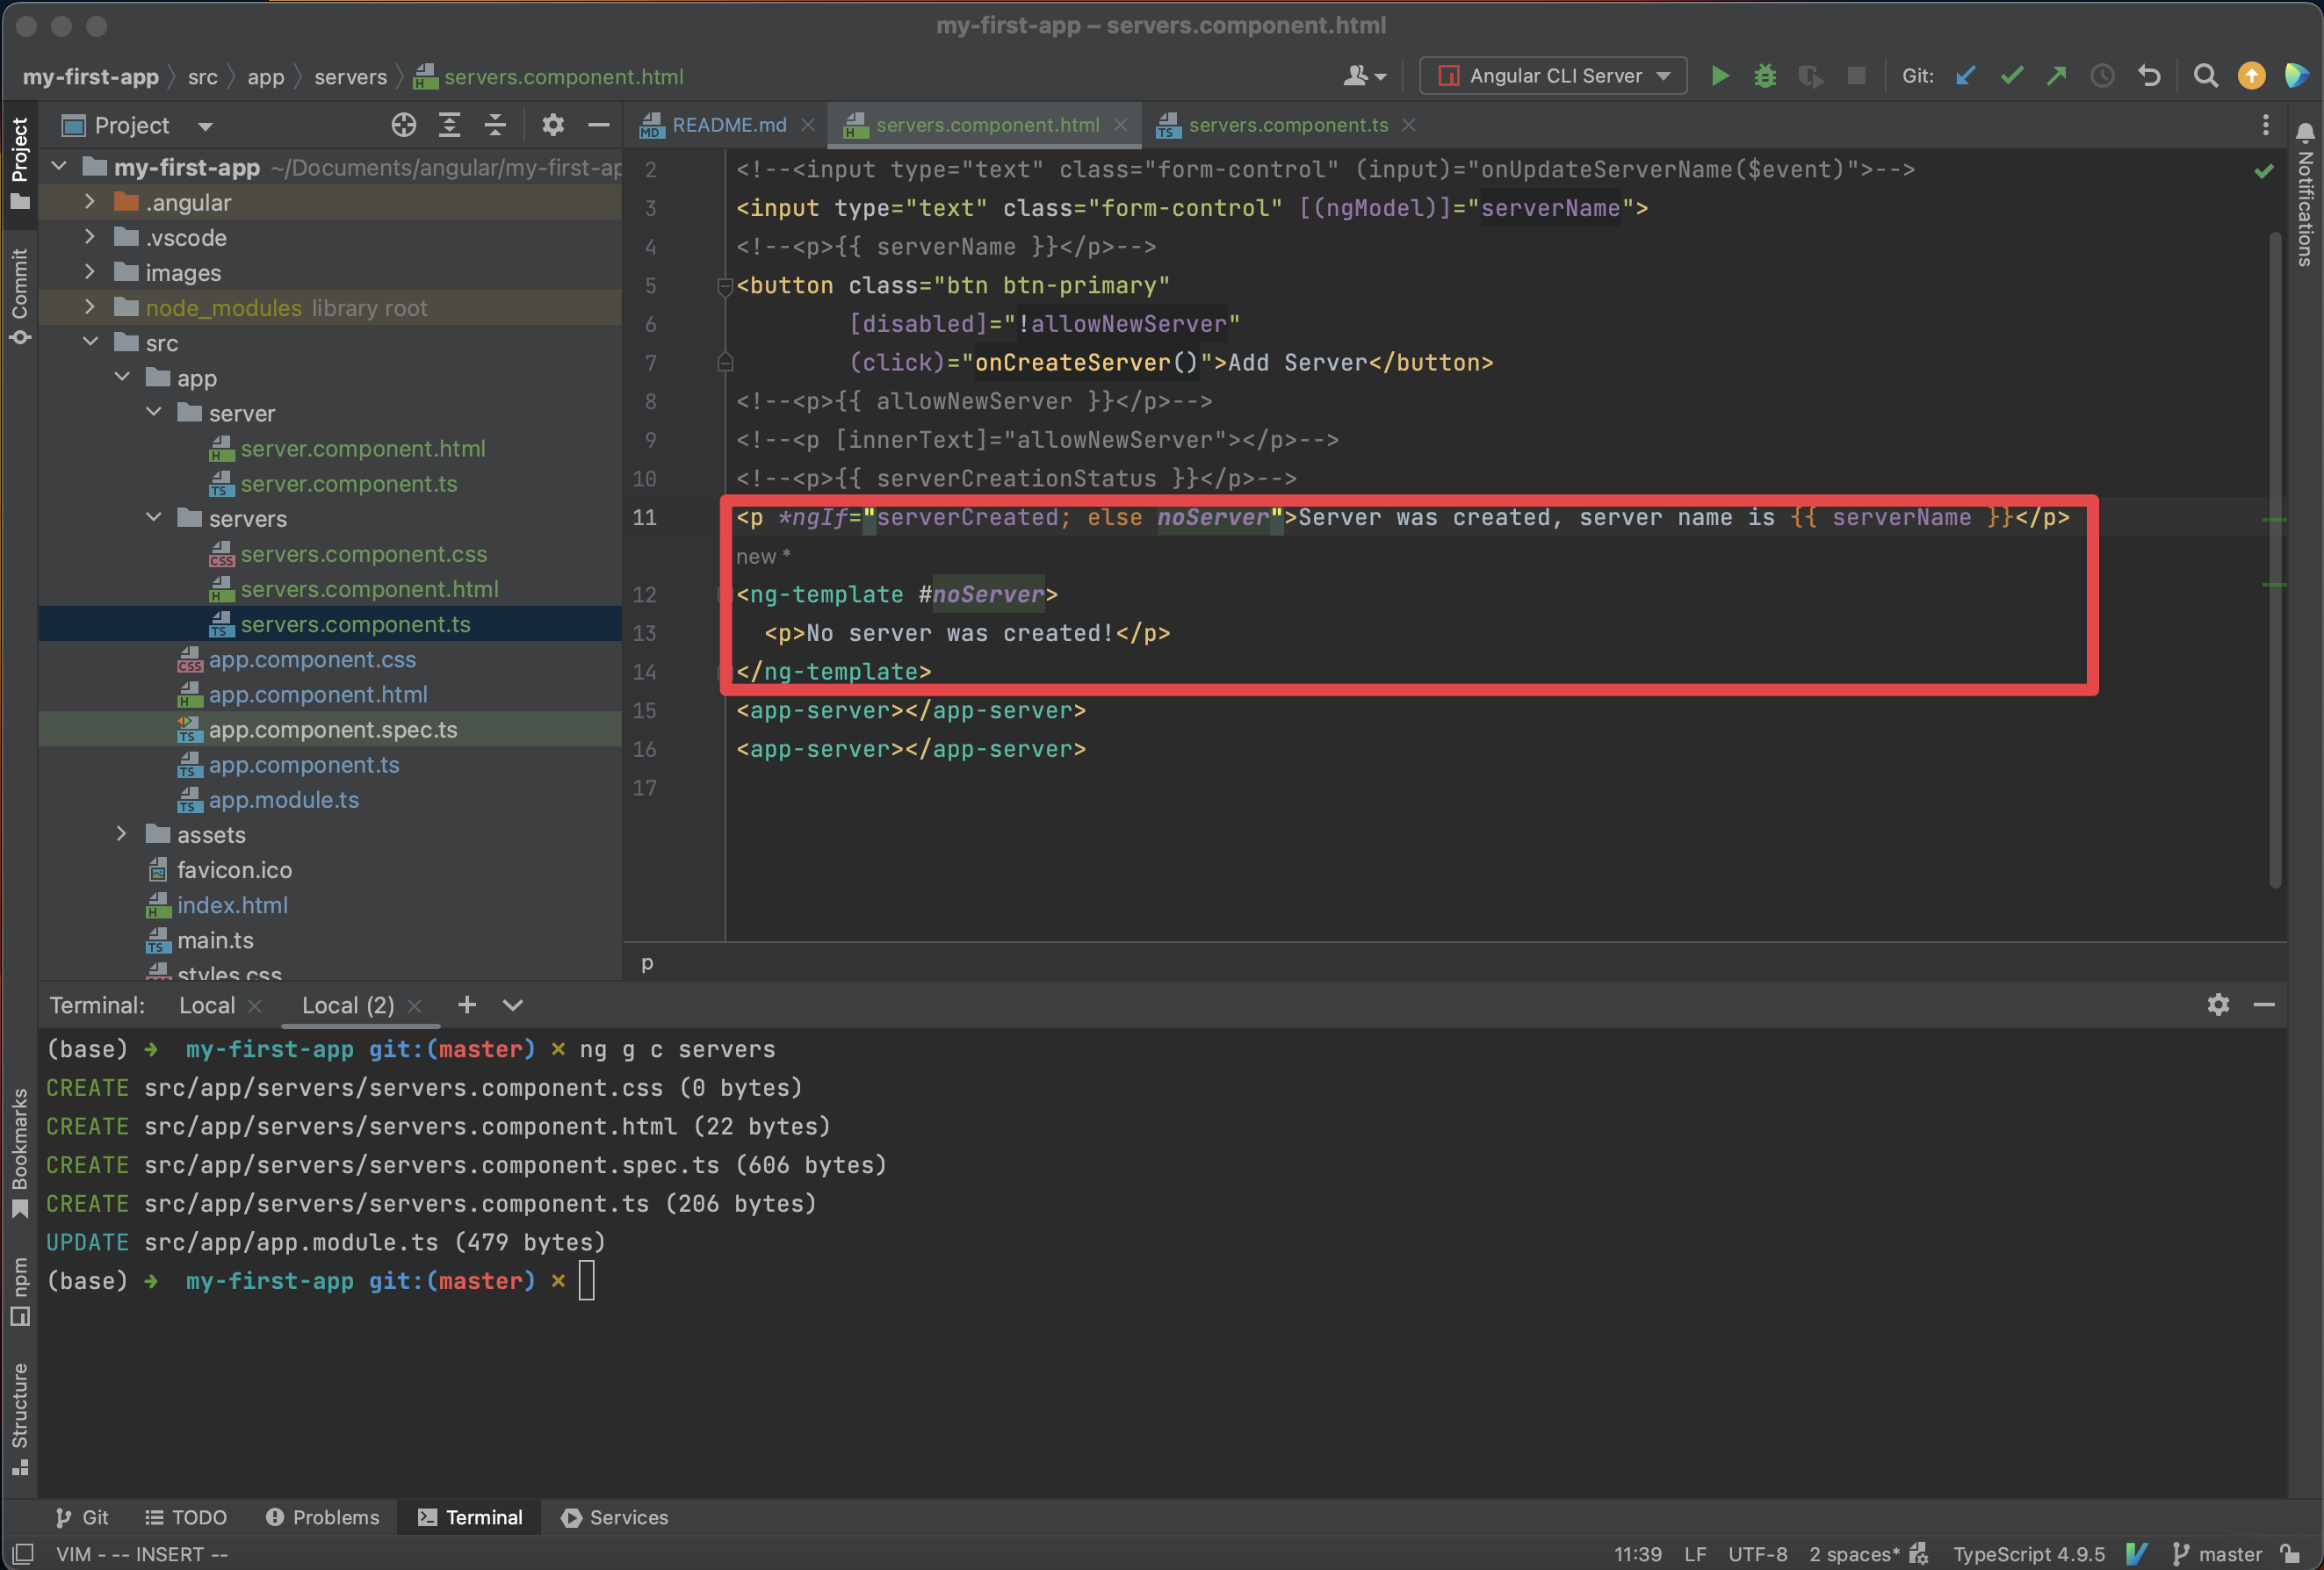 my-first-app – servers.component.html
my-first-app src app servers servers.component.html
Angular CLI Server
Git:
Project
README.md servers.component.html servers.component.ts
Project
Commit
Notifications
my-first-app ~/Documents/angular/my-first-ap
.angular
.vscode
images
node_modules library root
src
app
server
server.component.html
server.component.ts
servers
servers.component.css
servers.component.html
servers.component.ts
app.component.css
app.component.html
app.component.spec.ts
app.component.ts
app.module.ts
assets
favicon.ico
index.html
main.ts
styles.css
2 <!--<input type="text" class="form-control" (input)="onUpdateServerName($event)">-->
3 <input type="text" class="form-control" [(ngModel)]="serverName">
4 <!--<p>{{ serverName }}</p>-->
5 <button class="btn btn-primary"
6 [disabled]="!allowNewServer"
7 (click)="onCreateServer()">Add Server</button>
8 <!--<p>{{ allowNewServer }}</p>-->
9 <!--<p [innerText]="allowNewServer"></p>-->
10 <!--<p>{{ serverCreationStatus }}</p>-->
11 <p *ngIf="serverCreated; else noServer">Server was created, server name is {{ serverName }}</p>
new *
12 <ng-template #noServer>
13 <p>No server was created!</p>
14 </ng-template>
15 <app-server></app-server>
16 <app-server></app-server>
17
p
Terminal: Local Local (2)
(base) ➜ my-first-app git:(master) ✗ ng g c servers
CREATE src/app/servers/servers.component.css (0 bytes)
CREATE src/app/servers/servers.component.html (22 bytes)
CREATE src/app/servers/servers.component.spec.ts (606 bytes)
CREATE src/app/servers/servers.component.ts (206 bytes)
UPDATE src/app/app.module.ts (479 bytes)
(base) ➜ my-first-app git:(master) ✗
Bookmarks
npm
Structure
Git TODO Problems Terminal Services
VIM - -- INSERT --
11:39 LF UTF-8 2 spaces* TypeScript 4.9.5 master